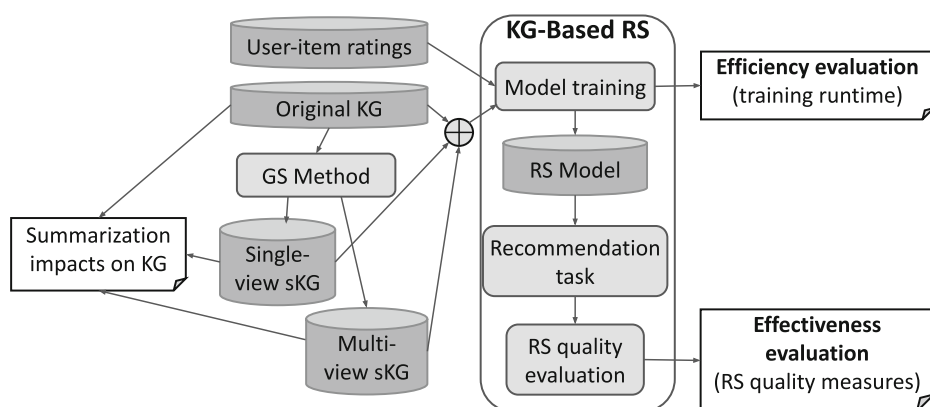 User-item ratings
Original KG
GS Method
Single-
view sKG
Multi-
view sKG
Summarization
impacts on KG
KG-Based RS
Model training
RS Model
Recommendation
task
RS quality
evaluation
Efficiency evaluation
(training runtime)
Effectiveness
evaluation
(RS quality measures)